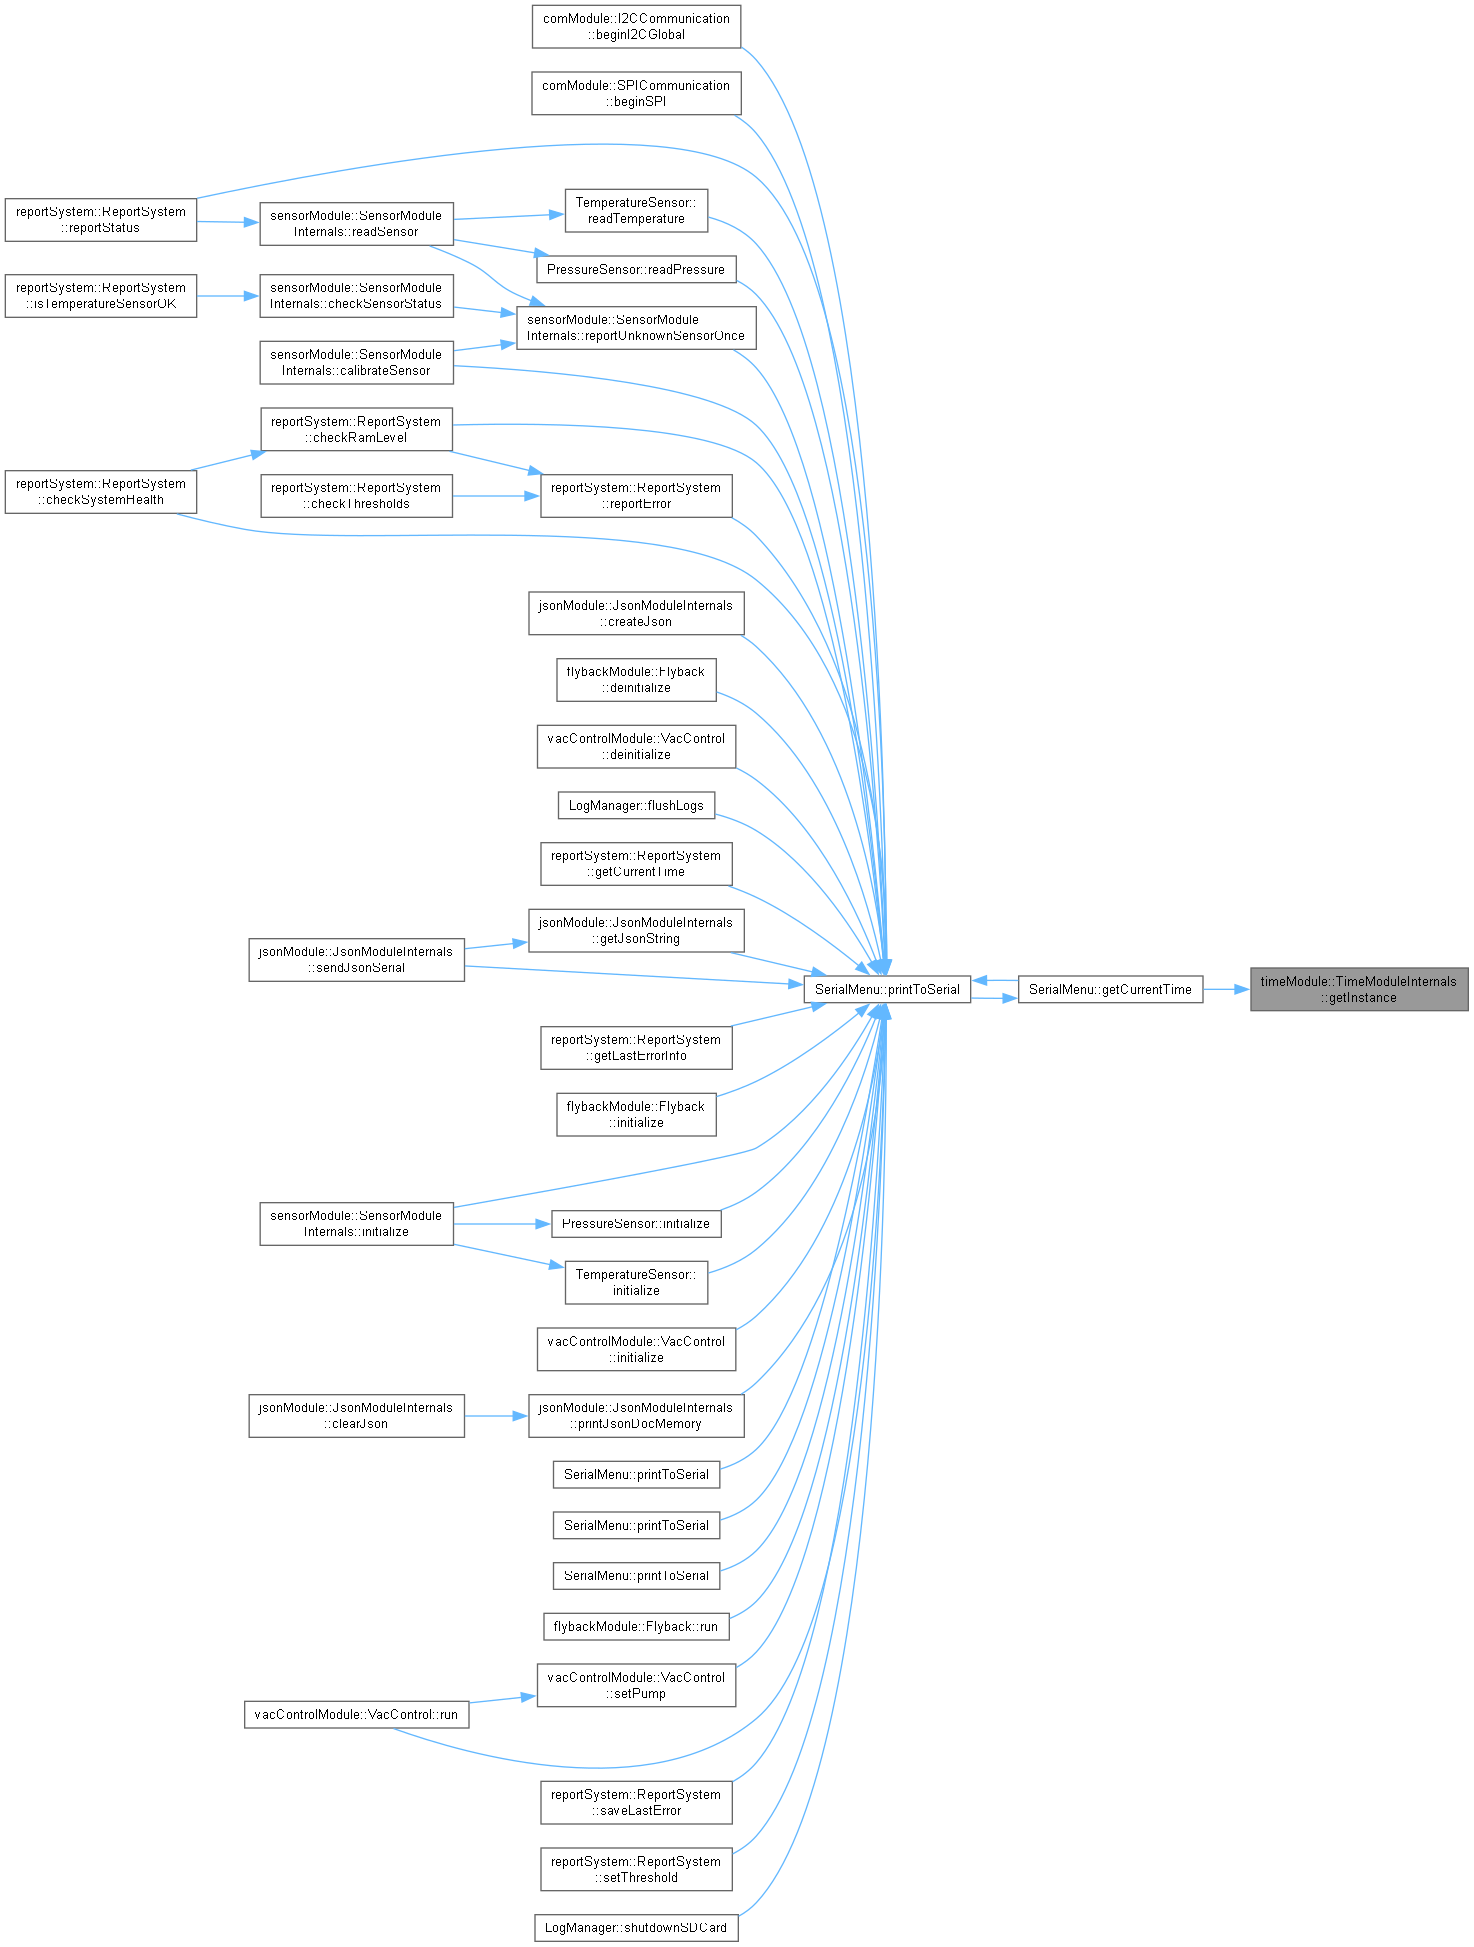 comModule::I2CCommunication
::beginI2CGlobal
comModule::SPICommunication
::beginSPI
reportSystem::ReportSystem
::reportStatus
sensorModule::SensorModule
Internals::readSensor
TemperatureSensor::
readTemperature
PressureSensor::readPressure
reportSystem::ReportSystem
::isTemperatureSensorOK
sensorModule::SensorModule
Internals::checkSensorStatus
sensorModule::SensorModule
Internals::reportUnknownSensorOnce
sensorModule::SensorModule
Internals::calibrateSensor
reportSystem::ReportSystem
::checkRamLevel
reportSystem::ReportSystem
::checkSystemHealth
reportSystem::ReportSystem
::checkThresholds
reportSystem::ReportSystem
::reportError
jsonModule::JsonModuleInternals
::createJson
flybackModule::Flyback
::deinitialize
vacControlModule::VacControl
::deinitialize
LogManager::flushLogs
reportSystem::ReportSystem
::getCurrentTime
jsonModule::JsonModuleInternals
::getJsonString
jsonModule::JsonModuleInternals
::sendJsonSerial
SerialMenu::printToSerial
SerialMenu::getCurrentTime
timeModule::TimeModuleInternals
::getInstance
reportSystem::ReportSystem
::getLastErrorInfo
flybackModule::Flyback
::initialize
sensorModule::SensorModule
Internals::initialize
PressureSensor::initialize
TemperatureSensor::
initialize
vacControlModule::VacControl
::initialize
jsonModule::JsonModuleInternals
::clearJson
jsonModule::JsonModuleInternals
::printJsonDocMemory
SerialMenu::printToSerial
SerialMenu::printToSerial
SerialMenu::printToSerial
flybackModule::Flyback::run
vacControlModule::VacControl
::setPump
vacControlModule::VacControl::run
reportSystem::ReportSystem
::saveLastError
reportSystem::ReportSystem
::setThreshold
LogManager::shutdownSDCard